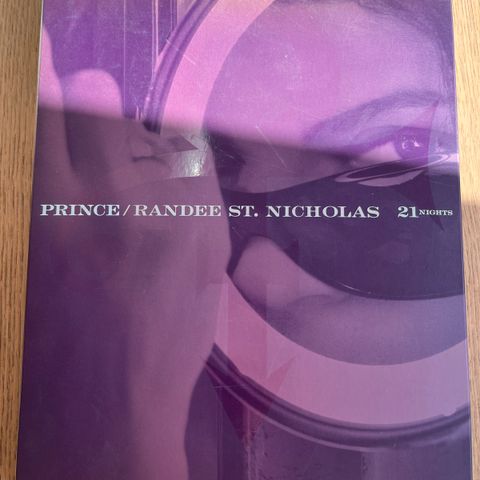 PRINCE/RANDEE ST. NICHOLAS 21 NIGHTS